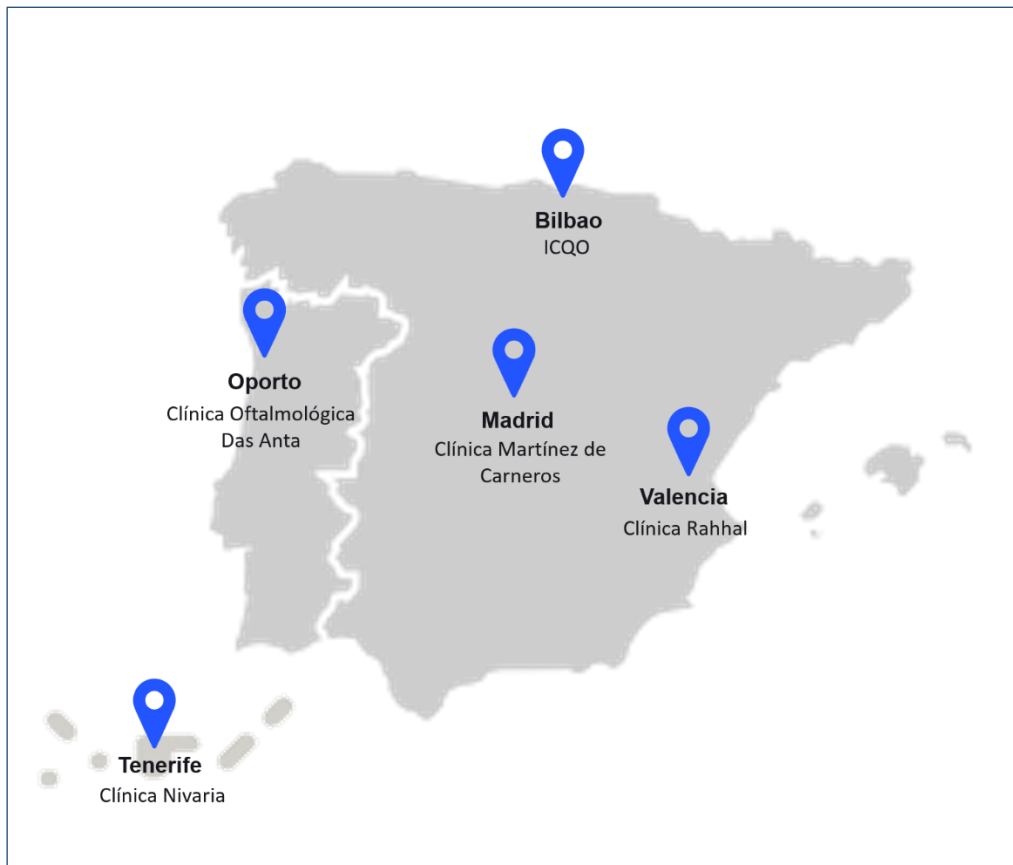 Bilbao
ICQO
Oporto
Clínica Oftalmológica
Das Anta
Madrid
Clínica Martínez de
Carneros
Valencia
Clínica Rahhal
Tenerife
Clínica Nivaria